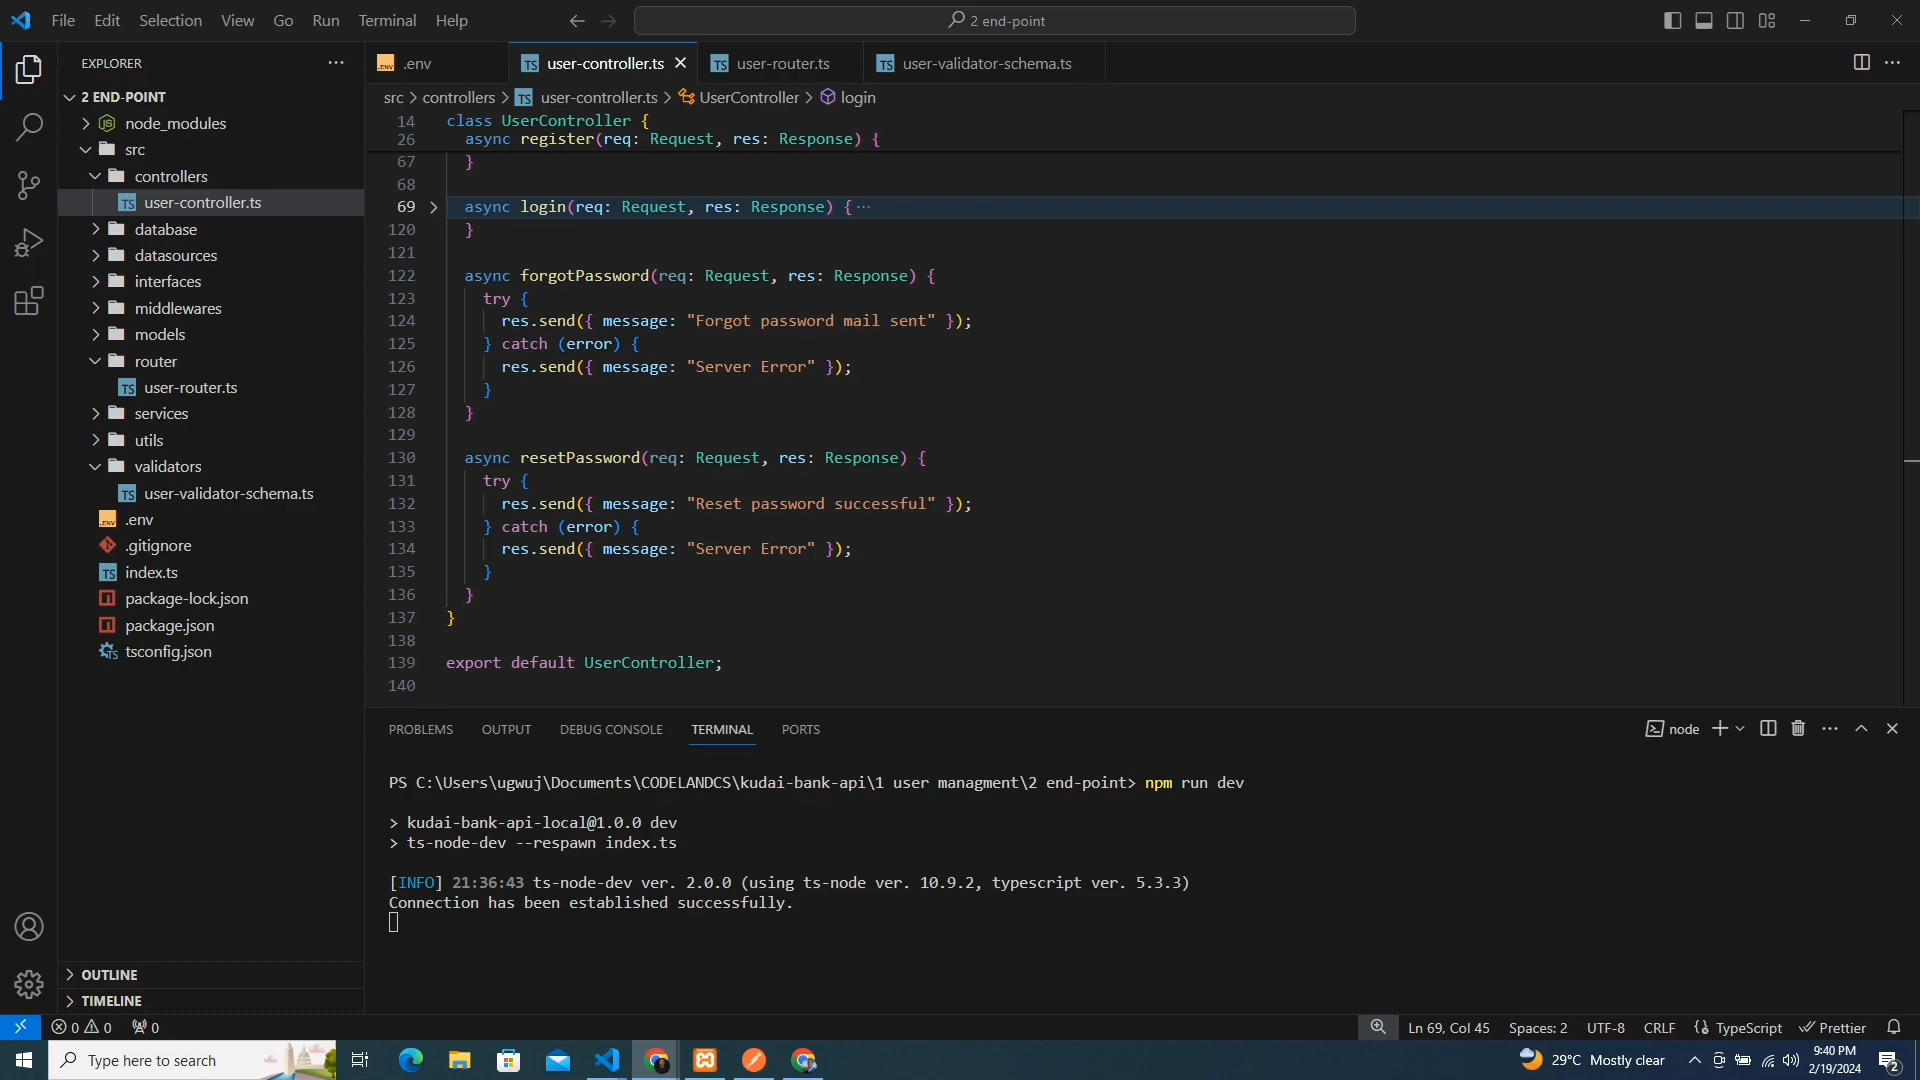 File Edit Selection View Go Run Terminal Help
2 end-point
EXPLORER
2 END-POINT
node_modules
src
controllers
TS user-controller.ts
database
datasources
interfaces
middlewares
models
router
TS user-router.ts
services
utils
validators
TS user-validator-schema.ts
.env
.gitignore
TS index.ts
package-lock.json
package.json
tsconfig.json
OUTLINE
TIMELINE
.env
TS user-controller.ts
TS user-router.ts
TS user-validator-schema.ts
src > controllers > TS user-controller.ts > UserController > login
14 class UserController {
26 async register(req: Request, res: Response) {
67 }
68
69 async login(req: Request, res: Response) {···
120 }
121
122 async forgotPassword(req: Request, res: Response) {
123 try {
124 res.send({ message: "Forgot password mail sent" });
125 } catch (error) {
126 res.send({ message: "Server Error" });
127 }
128 }
129
130 async resetPassword(req: Request, res: Response) {
131 try {
132 res.send({ message: "Reset password successful" });
133 } catch (error) {
134 res.send({ message: "Server Error" });
135 }
136 }
137 }
138
139 export default UserController;
140
PROBLEMS OUTPUT DEBUG CONSOLE TERMINAL PORTS
node
PS C:\Users\ugwuj\Documents\CODELANDCS\kudai-bank-api\1 user managment\2 end-point> npm run dev
> kudai-bank-api-local@1.0.0 dev
> ts-node-dev --respawn index.ts
[INFO] 21:36:43 ts-node-dev ver. 2.0.0 (using ts-node ver. 10.9.2, typescript ver. 5.3.3)
Connection has been established successfully.
0 0 0
Ln 69, Col 45 Spaces: 2 UTF-8 CRLF {} TypeScript Prettier
Type here to search
29°C Mostly clear
9:40 PM
2/19/2024
2